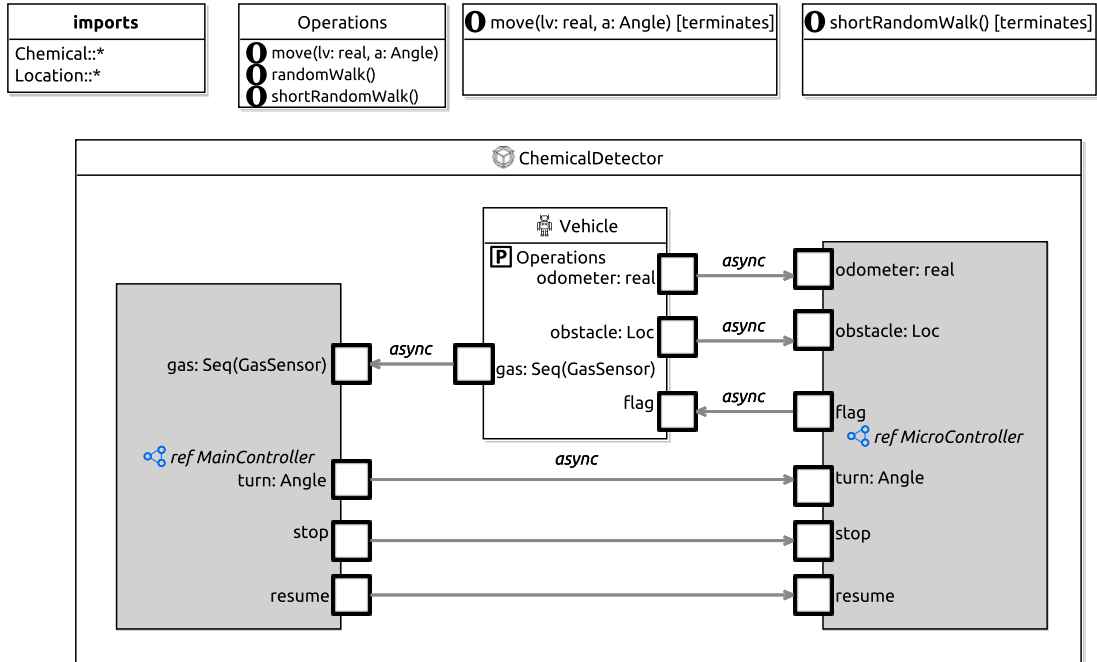 imports
Chemical::*
Location::*
Operations
O move(lv: real, a: Angle)
O randomWalk()
O shortRandomWalk()
O move(lv: real, a: Angle) [terminates]
O shortRandomWalk() [terminates]
ChemicalDetector
Vehicle
P Operations
odometer: real
async
odometer: real
obstacle: Loc
async
obstacle: Loc
gas: Seq(GasSensor)
async
gas: Seq(GasSensor)
flag
async
flag
ref MicroController
ref MainController
async
turn: Angle
turn: Angle
stop
stop
resume
resume